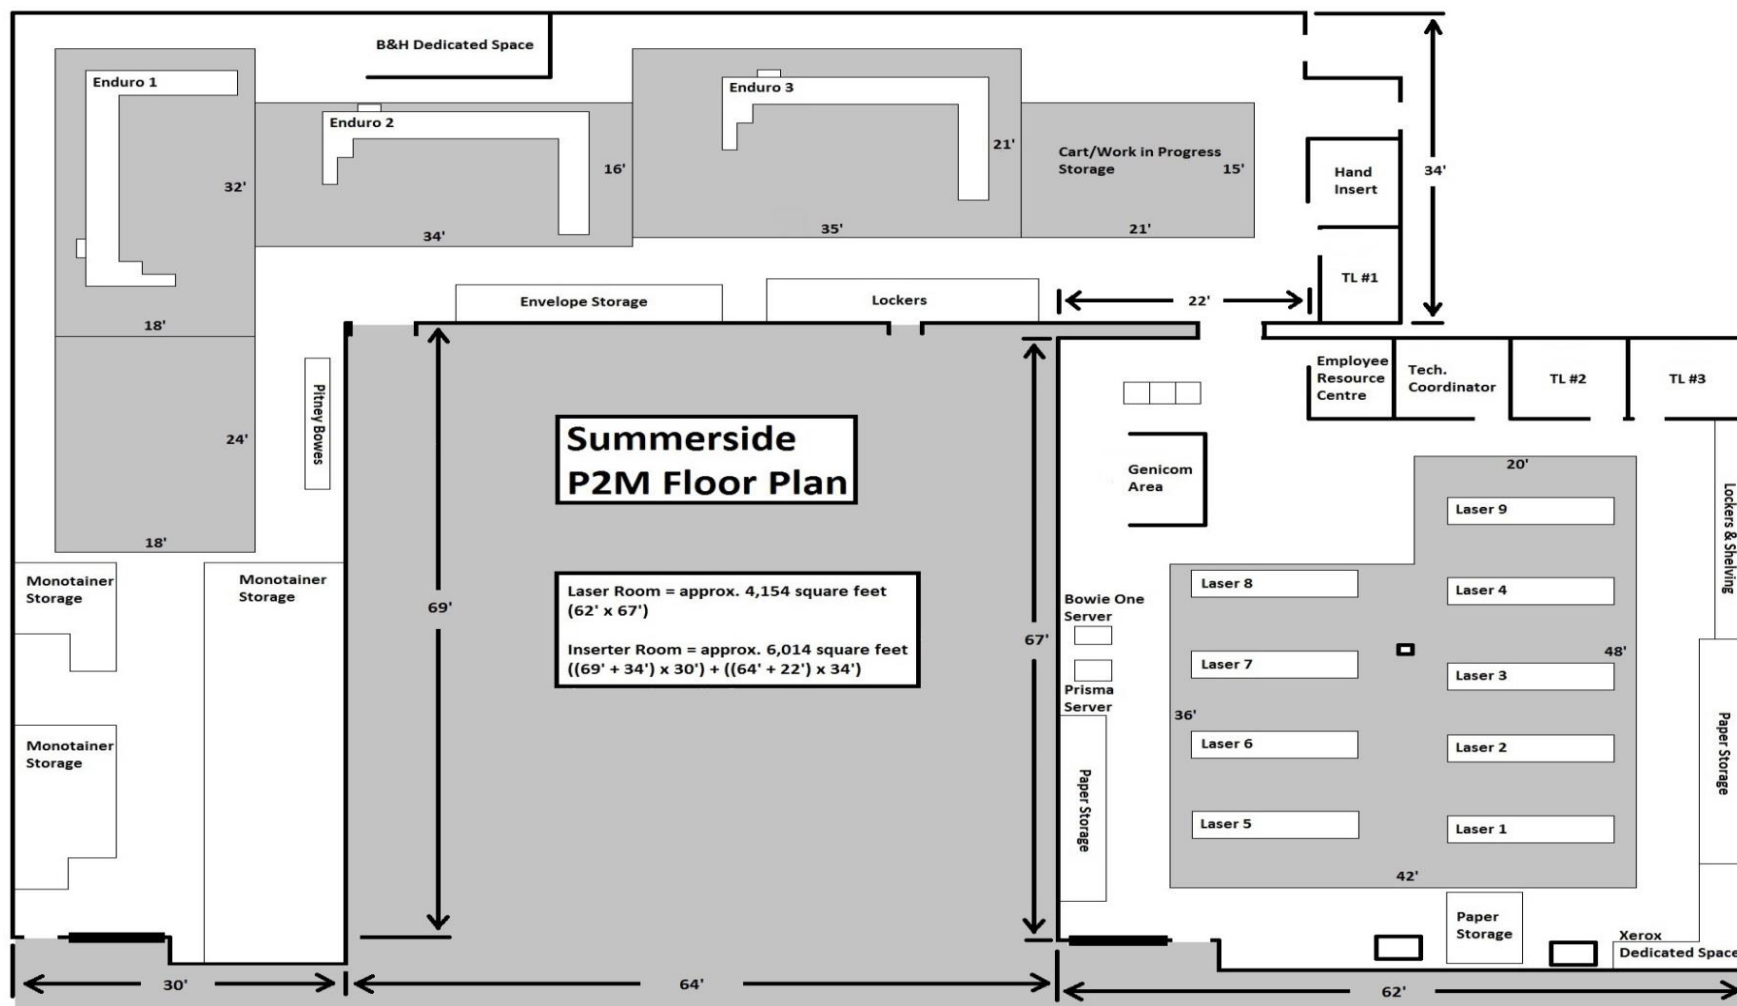 B&H Dedicated Space
Enduro 1
Enduro 2
Enduro 3
32'
16'
21'
Cart/Work in Progress
Storage
15'
34'
35'
21'
18'
Hand
Insert
34'
TL #1
Envelope Storage
Lockers
22'
Pitney Bowes
24'
18'
Employee
Resource
Centre
Tech.
Coordinator
TL #2
TL #3
Summerside
P2M Floor Plan
Genicom
Area
20'
Lockers & Shelving
Laser 9
Monotainer
Storage
Monotainer
Storage
69'
Laser Room = approx. 4,154 square feet
(62' x 67')
Inserter Room = approx. 6,014 square feet
((69' + 34') x 30') + ((64' + 22') x 34')
67'
Bowie One
Server
Prisma
Server
Laser 8
Laser 4
48'
Laser 7
Laser 3
36'
Laser 6
Laser 2
Paper Storage
Monotainer
Storage
Paper Storage
Laser 5
Laser 1
42'
Paper
Storage
Xerox
Dedicated Space
30'
64'
62'